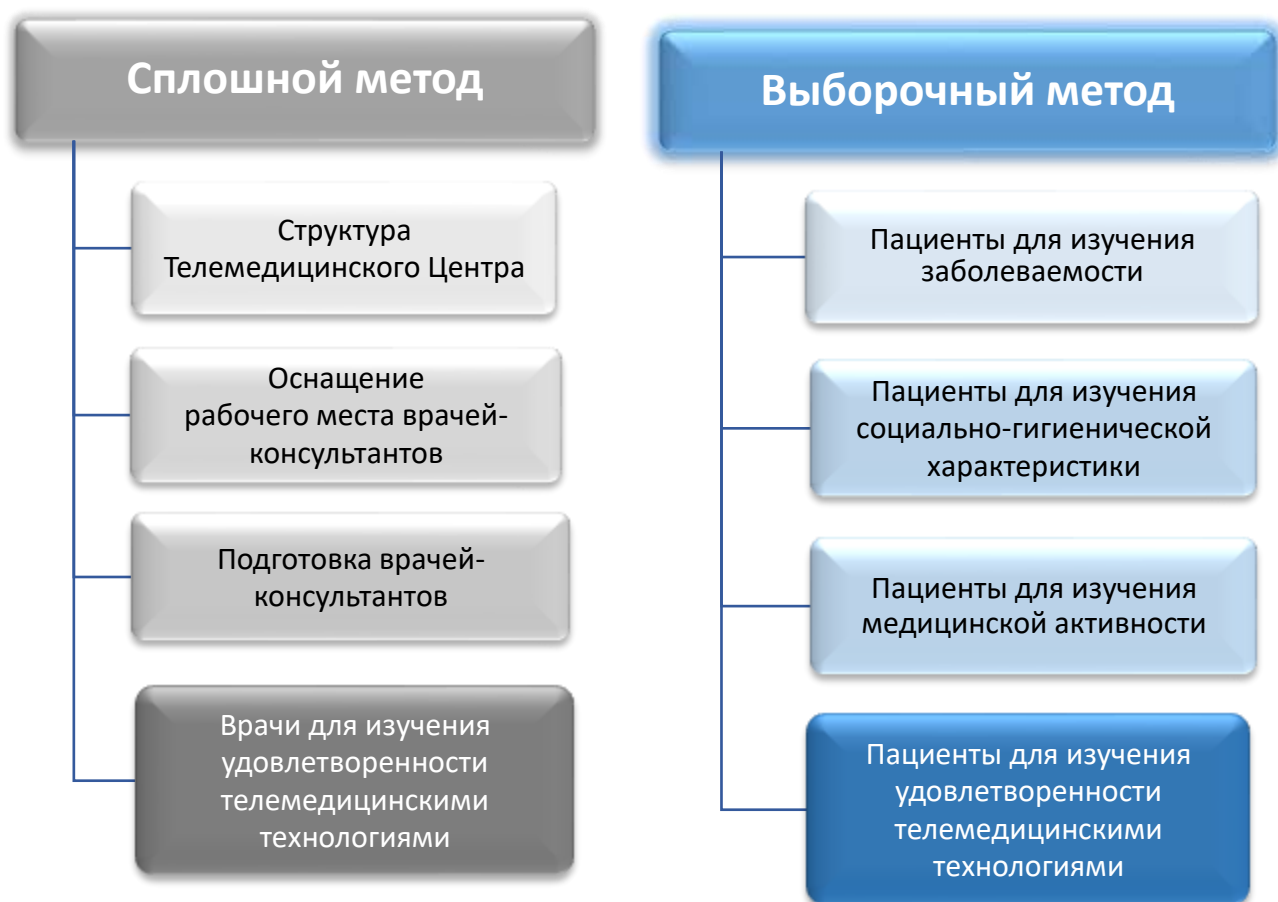 Сплошной метод
Структура
Телемедицинского Центра
Оснащение
рабочего места врачей-
консультантов
Подготовка врачей-
консультантов
Врачи для изучения
удовлетворенности
телемедицинскими
технологиями
Выборочный метод
Пациенты для изучения
заболеваемости
Пациенты для изучения
социально-гигиенической
характеристики
Пациенты для изучения
медицинской активности
Пациенты для изучения
удовлетворенности
телемедицинскими
технологиями